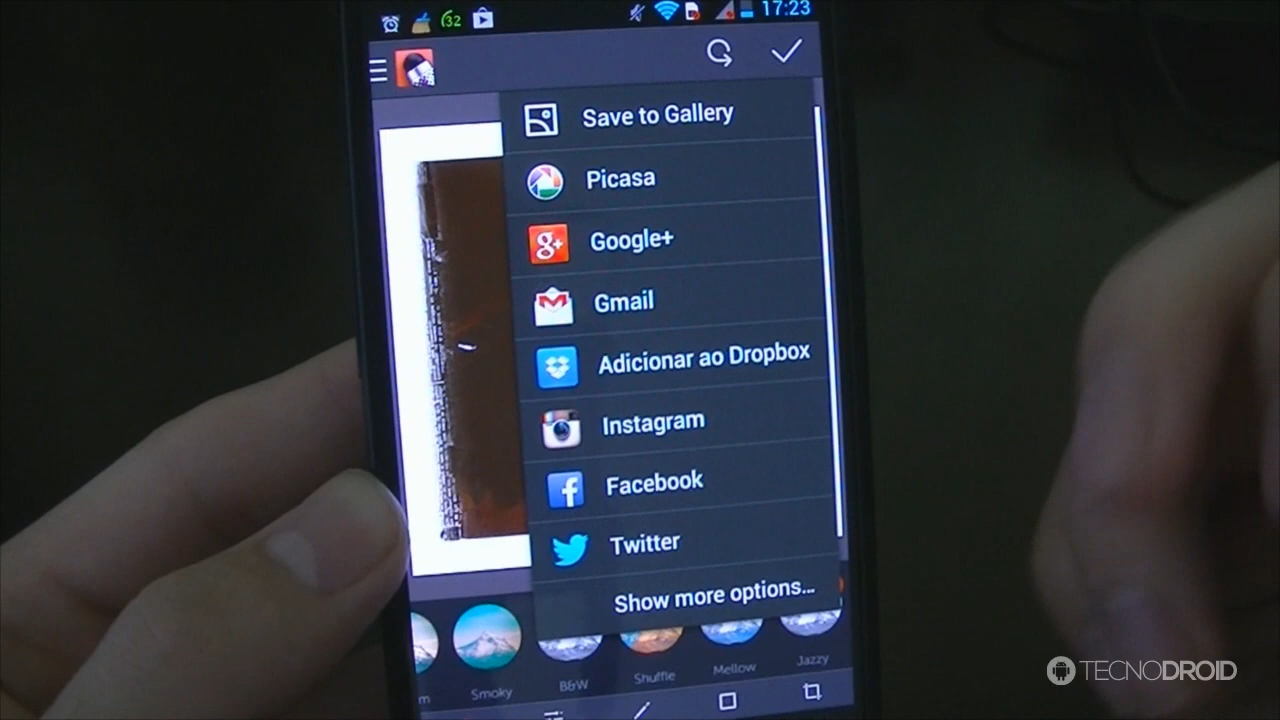 32
17:23
Save to Gallery
Picasa
Google+
g+
Gmail
Adicionar ao Dropbox
Instagram
Facebook
f
Twitter
Show more options...
m
Smoky
B&W
Shuffle
Mellow
Jazzy
TECNODROID